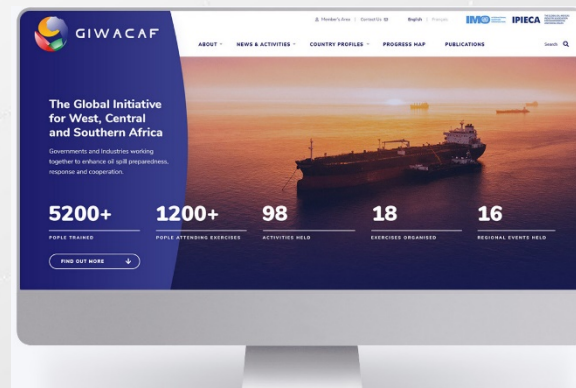 GIWACAF
Member's Area | Contact Us English | Français
IMO IPIECA
ABOUT NEWS & ACTIVITIES COUNTRY PROFILES PROGRESS MAP PUBLICATIONS Search
The Global Initiative
for West, Central
and Southern Africa
Governments and Industries working
together to enhance oil spill preparedness,
response and cooperation.
5200+ 1200+ 98 18 16
POPLE TRAINED POPLE ATTENDING EXERCISES ACTIVITIES HELD EXERCISES ORGANISED REGIONAL EVENTS HELD
FIND OUT MORE